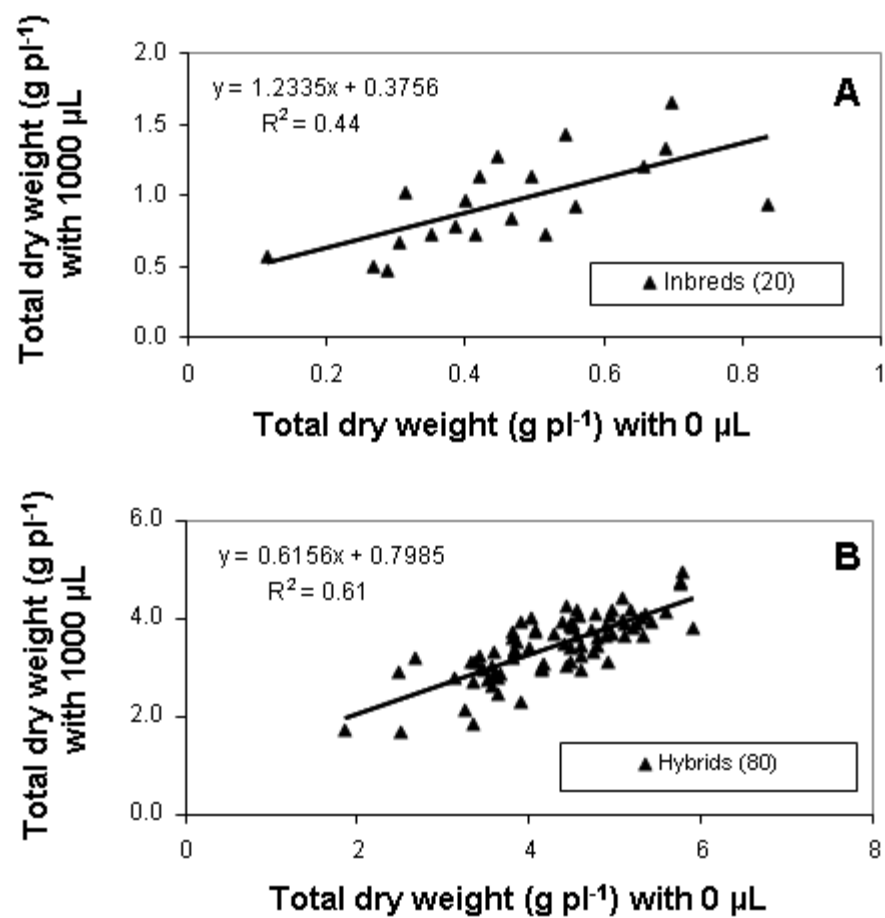 Total dry weight (g pl-1)
with 1000 µL
2.0
1.5
1.0
0.5
0.0
y = 1.2335x + 0.3756
R2 = 0.44
A
▲ Inbreds (20)
0 0.2 0.4 0.6 0.8 1
Total dry weight (g pl-1) with 0 µL
Total dry weight (g pl-1)
with 1000 µL
6.0
4.0
2.0
0.0
y = 0.6156x + 0.7985
R2 = 0.61
B
▲ Hybrids (80)
0 2 4 6 8
Total dry weight (g pl-1) with 0 µL